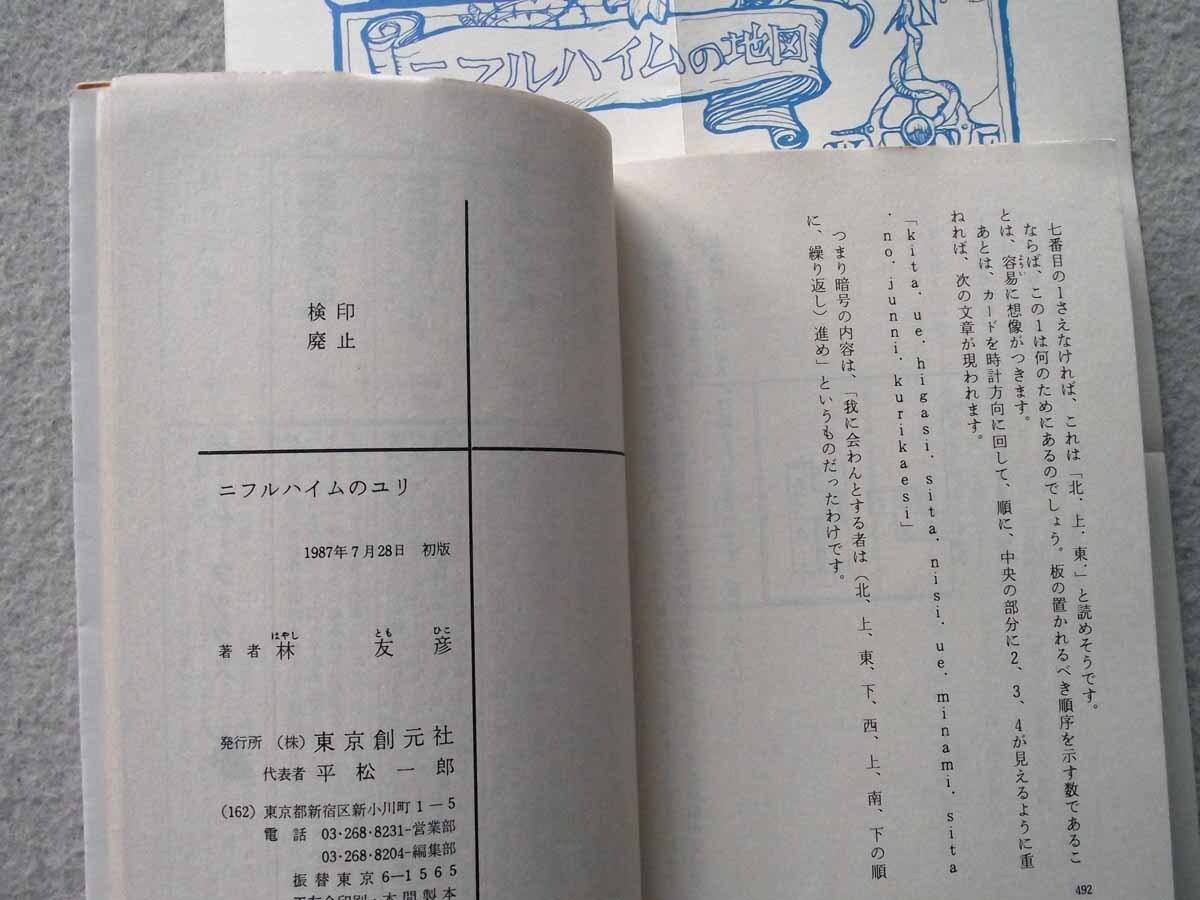 ニフルハイムの地図
N
七番目の1さえなければ、これは「北．上．東．」と読めそうです。
ならば、この1は何のためにあるのでしょう。板の置かれるべき順序を示す数であるこ
とは、容易に想像がつきます。
あとは、カードを時計方向に回して、順に、中央の部分に2、3、4が見えるように重
ねれば、次の文章が現われます。
「kita．ue．higasi．sita．nisi．ue．minami．sita
．no．junni．kurikaesi」
つまり暗号の内容は、「我に会わんとする者は（北、上、東、下、西、上、南、下の順
に、繰り返し）進め」というものだったわけです。
492
検印
廃止
ニフルハイムのユリ
1987年7月28日　初版
著者 林　友彦
はやし　とも　ひこ
発行所 (株) 東京創元社
代表者 平松一郎
(162) 東京都新宿区新小川町1－5
電話 03・268・8231-営業部
03・268・8204-編集部
振替東京6－1565